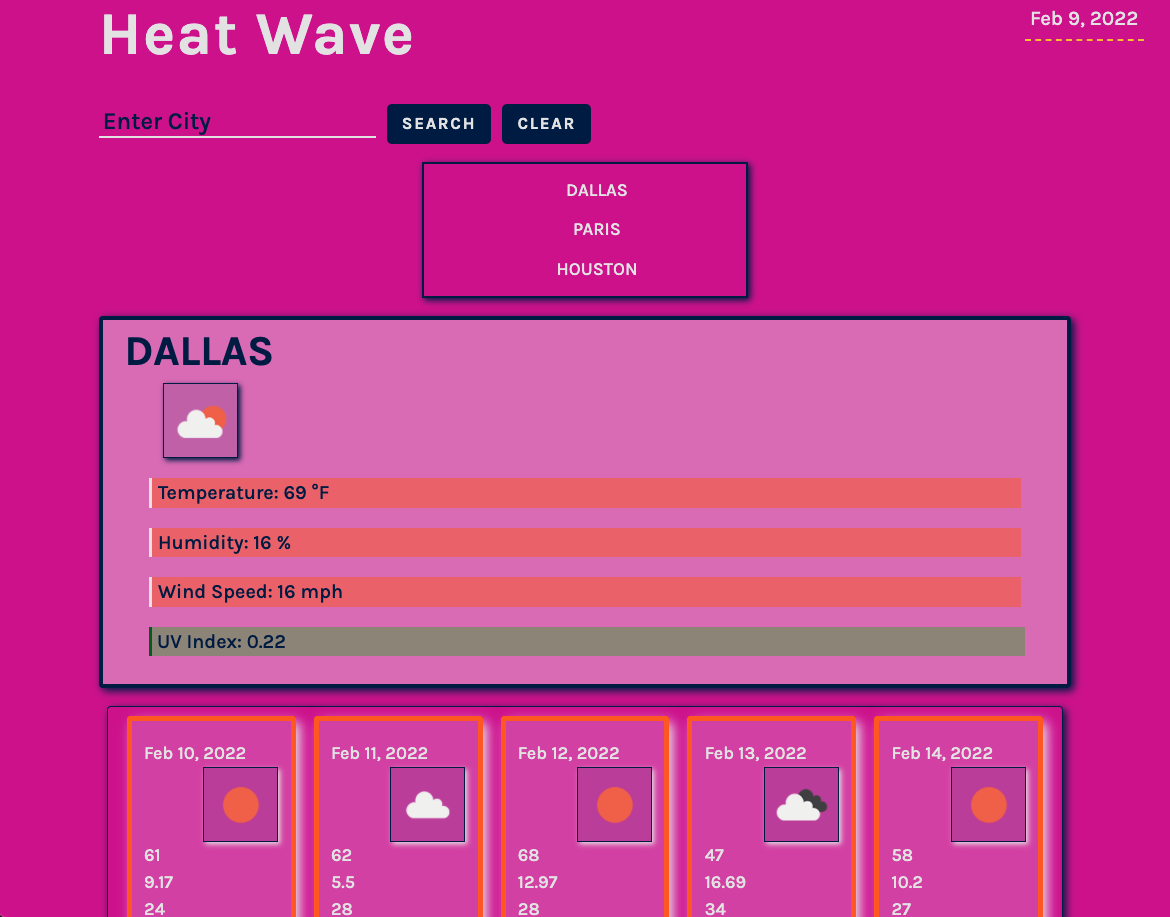 Heat Wave
Feb 9, 2022
Enter City
SEARCH
CLEAR
DALLAS
PARIS
HOUSTON
DALLAS
Temperature: 69 °F
Humidity: 16 %
Wind Speed: 16 mph
UV Index: 0.22
Feb 10, 2022
61
9.17
24
Feb 11, 2022
62
5.5
28
Feb 12, 2022
68
12.97
28
Feb 13, 2022
47
16.69
34
Feb 14, 2022
58
10.2
27